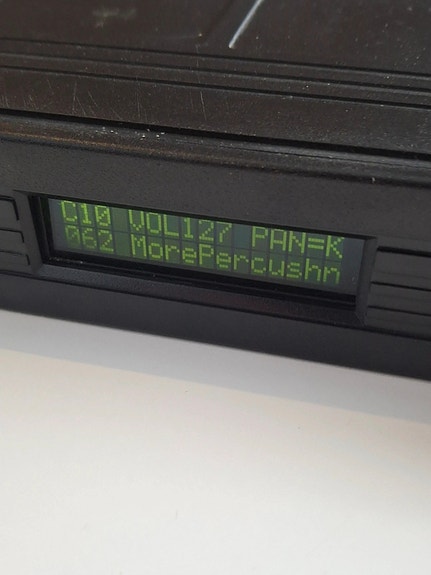 C10 VOL127 PAN=K
062 MorePercushn